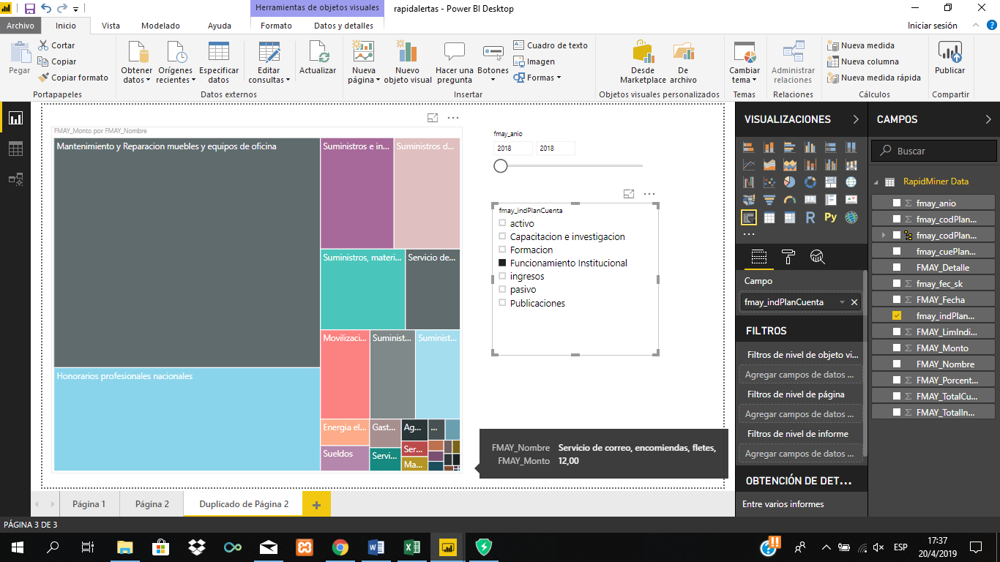 Herramientas de objetos visuales
rapidalertas - Power BI Desktop
Archivo
Inicio
Vista
Modelado
Ayuda
Formato
Datos y detalles
Iniciar sesión
Pegar
Cortar
Copiar
Copiar formato
Portapapeles
Obtener datos
Orígenes recientes
Especificar datos
Editar consultas
Datos externos
Actualizar
Nueva página
Nuevo objeto visual
Hacer una pregunta
Botones
Cuadro de texto
Imagen
Formas
Insertar
Desde Marketplace
De archivo
Objetos visuales personalizados
Cambiar tema
Temas
Administrar relaciones
Relaciones
Nueva medida
Nueva columna
Nueva medida rápida
Cálculos
Publicar
Compartir
FMAY_Monto por FMAY_Nombre
Mantenimiento y Reparacion muebles y equipos de oficina
Suministros e in...
Suministros d...
Suministros, materi...
Servicio de...
Honorarios profesionales nacionales
Movilizaci...
Suminist...
Suminist...
Energia el...
Gast...
Ag...
...
Sueldos
Servi...
Ser...
Ma...
fmay_anio
2018
2018
fmay_indPlanCuenta
activo
Capacitacion e investigacion
Formacion
Funcionamiento Institucional
ingresos
pasivo
Publicaciones
FMAY_Nombre Servicio de correo, encomiendas, fletes,
FMAY_Monto 12,00
VISUALIZACIONES
R
Py
Campo
fmay_indPlanCuenta
FILTROS
Filtros de nivel de objeto vi...
Agregar campos de datos ...
Filtros de nivel de página
Agregar campos de datos ...
Filtros de nivel de informe
Agregar campos de datos ...
OBTENCIÓN DE DET...
Entre varios informes
CAMPOS
Buscar
RapidMiner Data
fmay_anio
fmay_codPlan...
fmay_codPlan...
fmay_cuePlan...
FMAY_Detalle
fmay_fec_sk
FMAY_Fecha
fmay_indPlan...
FMAY_LimIndi...
FMAY_Monto
FMAY_Nombre
FMAY_Porcent...
FMAY_TotalCu...
FMAY_TotalIn...
Página 1
Página 2
Duplicado de Página 2
PÁGINA 3 DE 3
ESP
17:37
20/4/2019